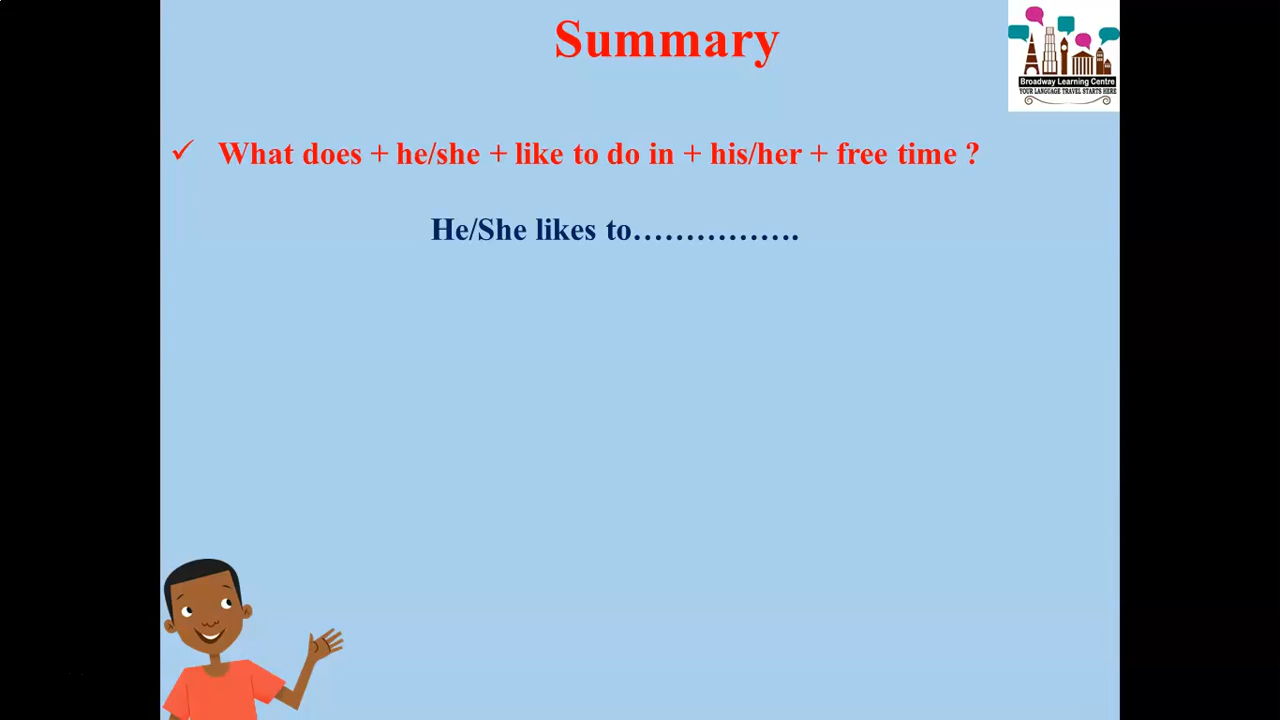 Summary
Broadway Learning Centre
YOUR LANGUAGE TRAVEL STARTS HERE
✓ What does + he/she + like to do in + his/her + free time ?
He/She likes to................